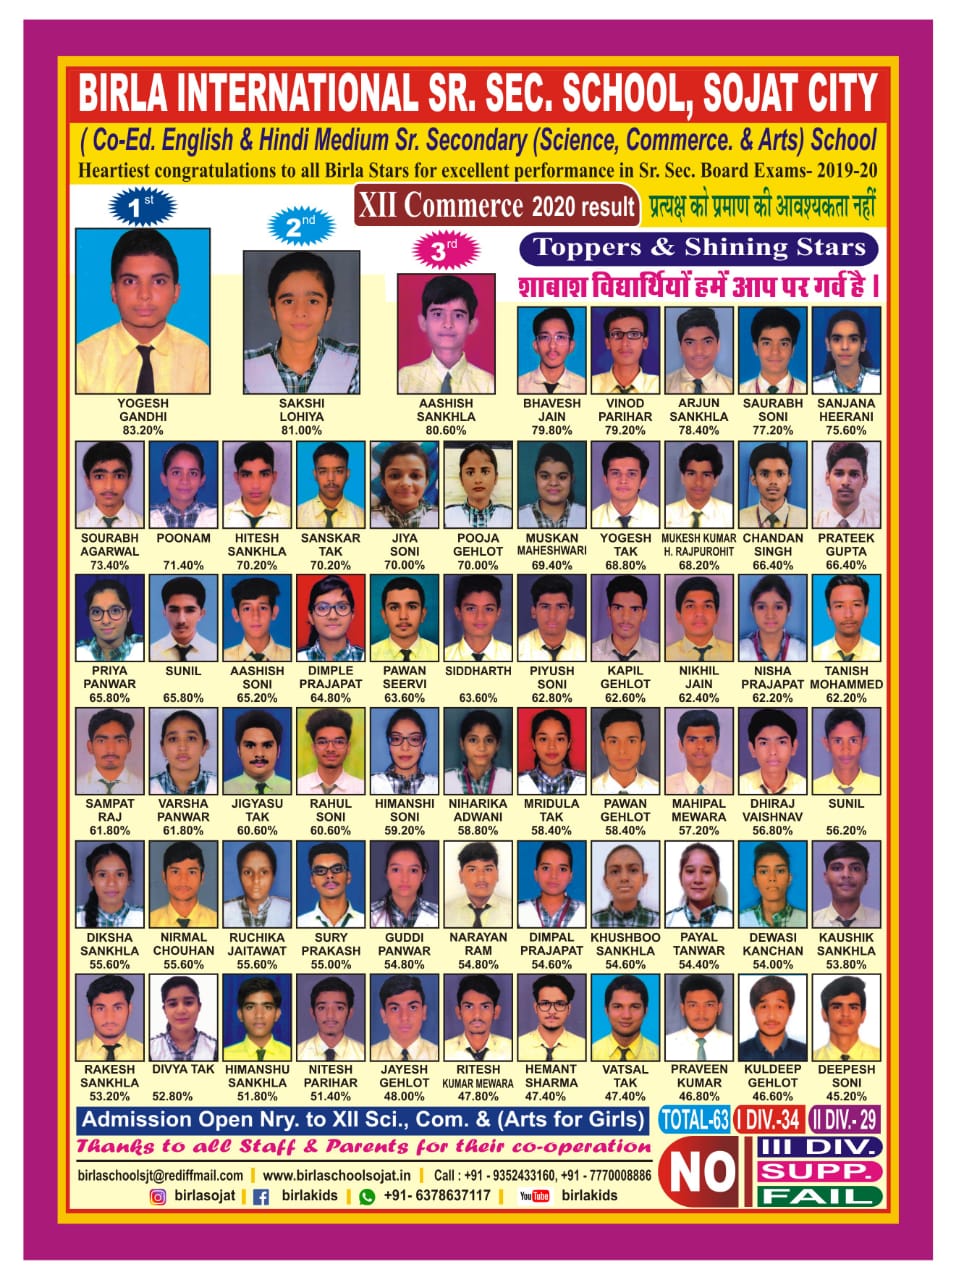 BIRLA INTERNATIONAL SR. SEC. SCHOOL, SOJAT CITY
( Co-Ed. English & Hindi Medium Sr. Secondary (Science, Commerce. & Arts) School
Heartiest congratulations to all Birla Stars for excellent performance in Sr. Sec. Board Exams- 2019-20
XII Commerce 2020 result
प्रत्यक्ष को प्रमाण की आवश्यकता नहीं
Toppers & Shining Stars
शाबाश विद्यार्थियों हमें आप पर गर्व है ।
1st
2nd
3rd
YOGESH GANDHI 83.20%
SAKSHI LOHIYA 81.00%
AASHISH SANKHLA 80.60%
BHAVESH JAIN 79.80%
VINOD PARIHAR 79.20%
ARJUN SANKHLA 78.40%
SAURABH SONI 77.20%
SANJANA HEERANI 75.60%
SOURABH AGARWAL 73.40%
POONAM 71.40%
HITESH SANKHLA 70.20%
SANSKAR TAK 70.20%
JIYA SONI 70.00%
POOJA GEHLOT 70.00%
MUSKAN MAHESHWARI 69.40%
YOGESH TAK 68.80%
MUKESH KUMAR H. RAJPUROHIT 68.20%
CHANDAN SINGH 66.40%
PRATEEK GUPTA 66.40%
PRIYA PANWAR 65.80%
SUNIL 65.80%
AASHISH SONI 65.20%
DIMPLE PRAJAPAT 64.80%
PAWAN SEERVI 63.60%
SIDDHARTH 63.60%
PIYUSH SONI 62.80%
KAPIL GEHLOT 62.60%
NIKHIL JAIN 62.40%
NISHA PRAJAPAT 62.20%
TANISH MOHAMMED 62.20%
SAMPAT RAJ 61.80%
VARSHA PANWAR 61.80%
JIGYASU TAK 60.60%
RAHUL SONI 60.60%
HIMANSHI SONI 59.20%
NIHARIKA ADWANI 58.80%
MRIDULA TAK 58.40%
PAWAN GEHLOT 58.40%
MAHIPAL MEWARA 57.20%
DHIRAJ VAISHNAV 56.80%
SUNIL 56.20%
DIKSHA SANKHLA 55.60%
NIRMAL CHOUHAN 55.60%
RUCHIKA JAITAWAT 55.60%
SURY PRAKASH 55.00%
GUDDI PANWAR 54.80%
NARAYAN RAM 54.80%
DIMPAL PRAJAPAT 54.60%
KHUSHBOO SANKHLA 54.60%
PAYAL TANWAR 54.40%
DEWASI KANCHAN 54.00%
KAUSHIK SANKHLA 53.80%
RAKESH SANKHLA 53.20%
DIVYA TAK 52.80%
HIMANSHU SANKHLA 51.80%
NITESH PARIHAR 51.40%
JAYESH GEHLOT 48.00%
RITESH KUMAR MEWARA 47.80%
HEMANT SHARMA 47.40%
VATSAL TAK 47.40%
PRAVEEN KUMAR 46.80%
KULDEEP GEHLOT 46.60%
DEEPESH SONI 45.20%
Admission Open Nry. to XII Sci., Com. & (Arts for Girls)
TOTAL-63 I DIV.-34 II DIV.- 29
Thanks to all Staff & Parents for their co-operation
NO
III DIV.
SUPP.
FAIL
birlaschoolsjt@rediffmail.com | www.birlaschoolsojat.in | Call : +91 - 9352433160, +91 - 7770008886
birlasojat | birlakids | +91- 6378637117 | YouTube birlakids